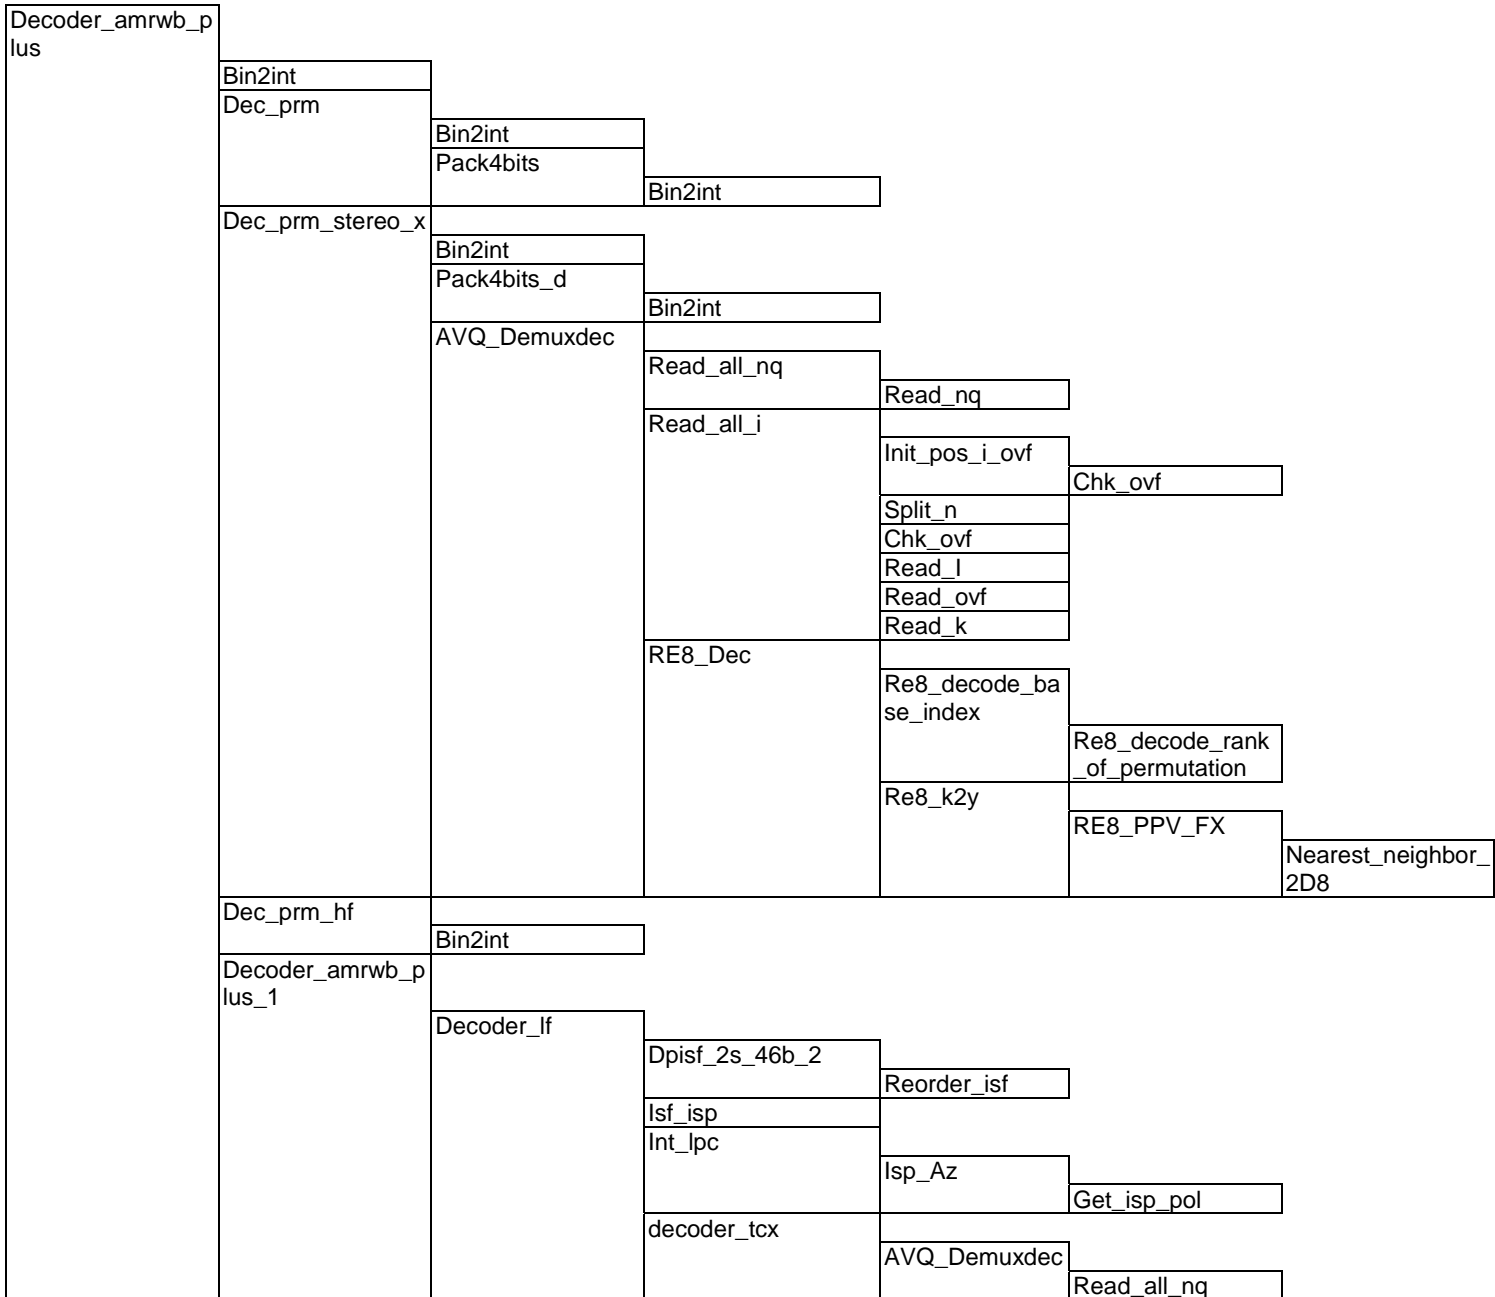 Decoder_amrwb_p
lus
Bin2int
Dec_prm
Bin2int
Pack4bits
Bin2int
Dec_prm_stereo_x
Bin2int
Pack4bits_d
Bin2int
AVQ_Demuxdec
Read_all_nq
Read_nq
Read_all_i
Init_pos_i_ovf
Chk_ovf
Split_n
Chk_ovf
Read_I
Read_ovf
Read_k
RE8_Dec
Re8_decode_ba
se_index
Re8_decode_rank
_of_permutation
Re8_k2y
RE8_PPV_FX
Nearest_neighbor_
2D8
Dec_prm_hf
Bin2int
Decoder_amrwb_p
lus_1
Decoder_lf
Dpisf_2s_46b_2
Reorder_isf
Isf_isp
Int_lpc
Isp_Az
Get_isp_pol
decoder_tcx
AVQ_Demuxdec
Read_all_nq